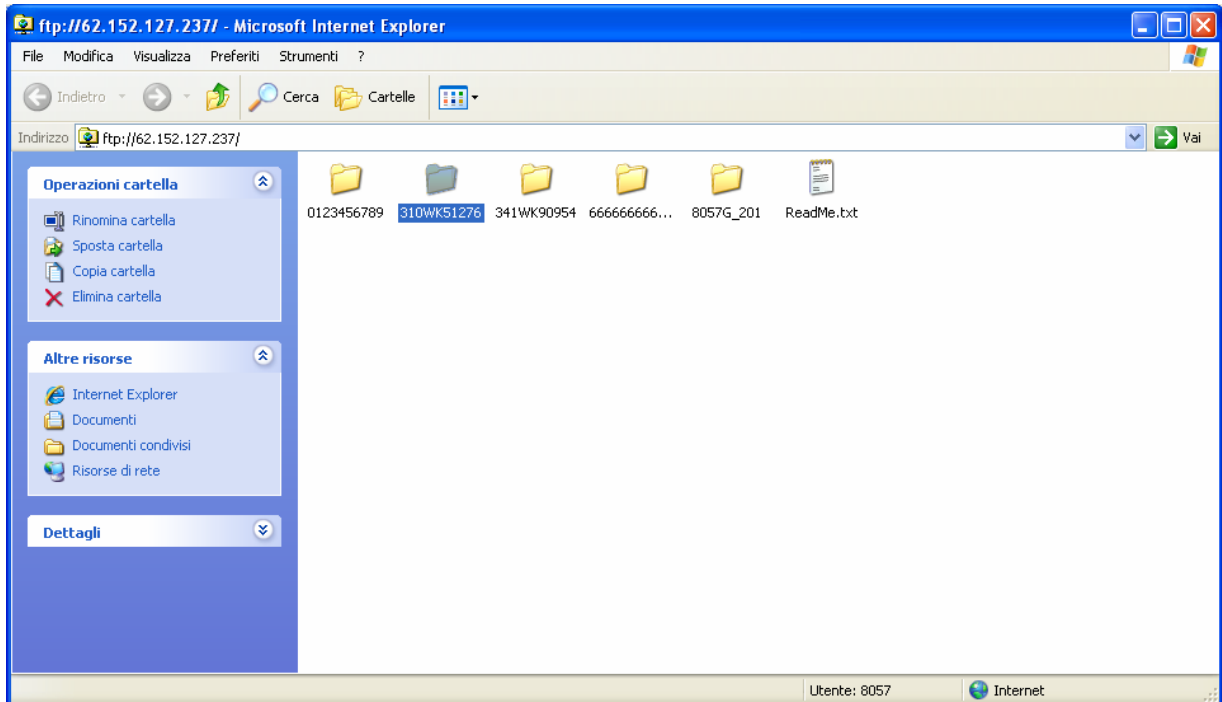 ftp://62.152.127.237/ - Microsoft Internet Explorer
File Modifica Visualizza Preferiti Strumenti ?
Indietro Cerca Cartelle
Indirizzo ftp://62.152.127.237/ Vai
Operazioni cartella
Rinomina cartella
Sposta cartella
Copia cartella
Elimina cartella
Altre risorse
Internet Explorer
Documenti
Documenti condivisi
Risorse di rete
Dettagli
0123456789 310WK51276 341WK90954 666666666... 8057G_201 ReadMe.txt
Utente: 8057 Internet